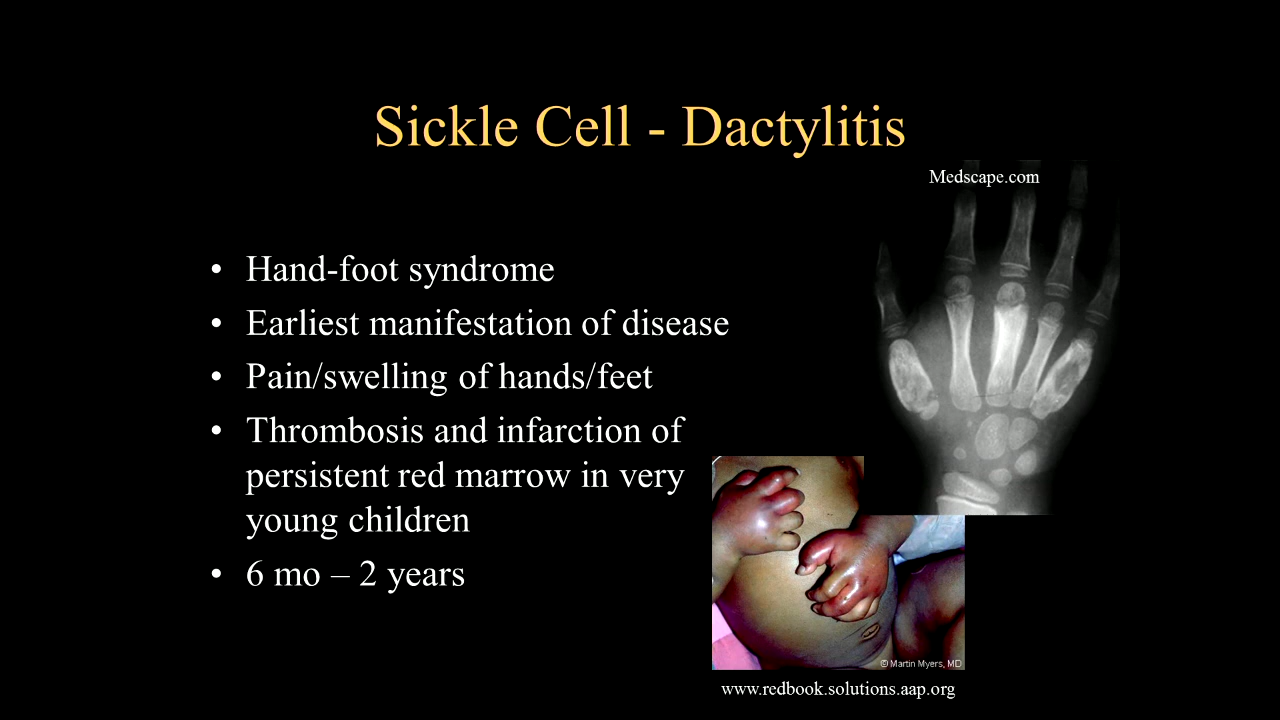 Sickle Cell - Dactylitis
Medscape.com
• Hand-foot syndrome
• Earliest manifestation of disease
• Pain/swelling of hands/feet
• Thrombosis and infarction of
persistent red marrow in very
young children
• 6 mo – 2 years
© Martin Myers, MD
www.redbook.solutions.aap.org